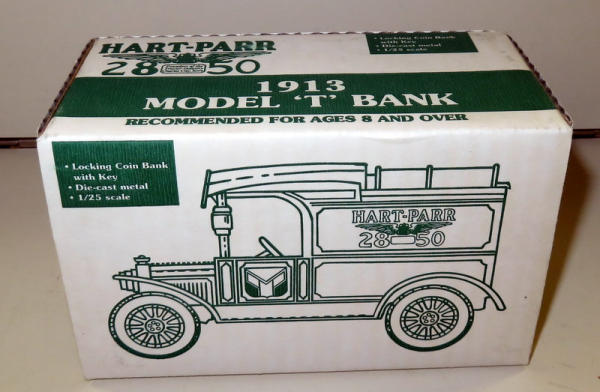 HART-PARR
28 50
• Locking Coin Bank
with Key
• Die-cast metal
• 1/25 scale
1913
MODEL 'T' BANK
RECOMMENDED FOR AGES 8 AND OVER
• Locking Coin Bank
with Key
• Die-cast metal
• 1/25 scale
HART-PARR
28 50